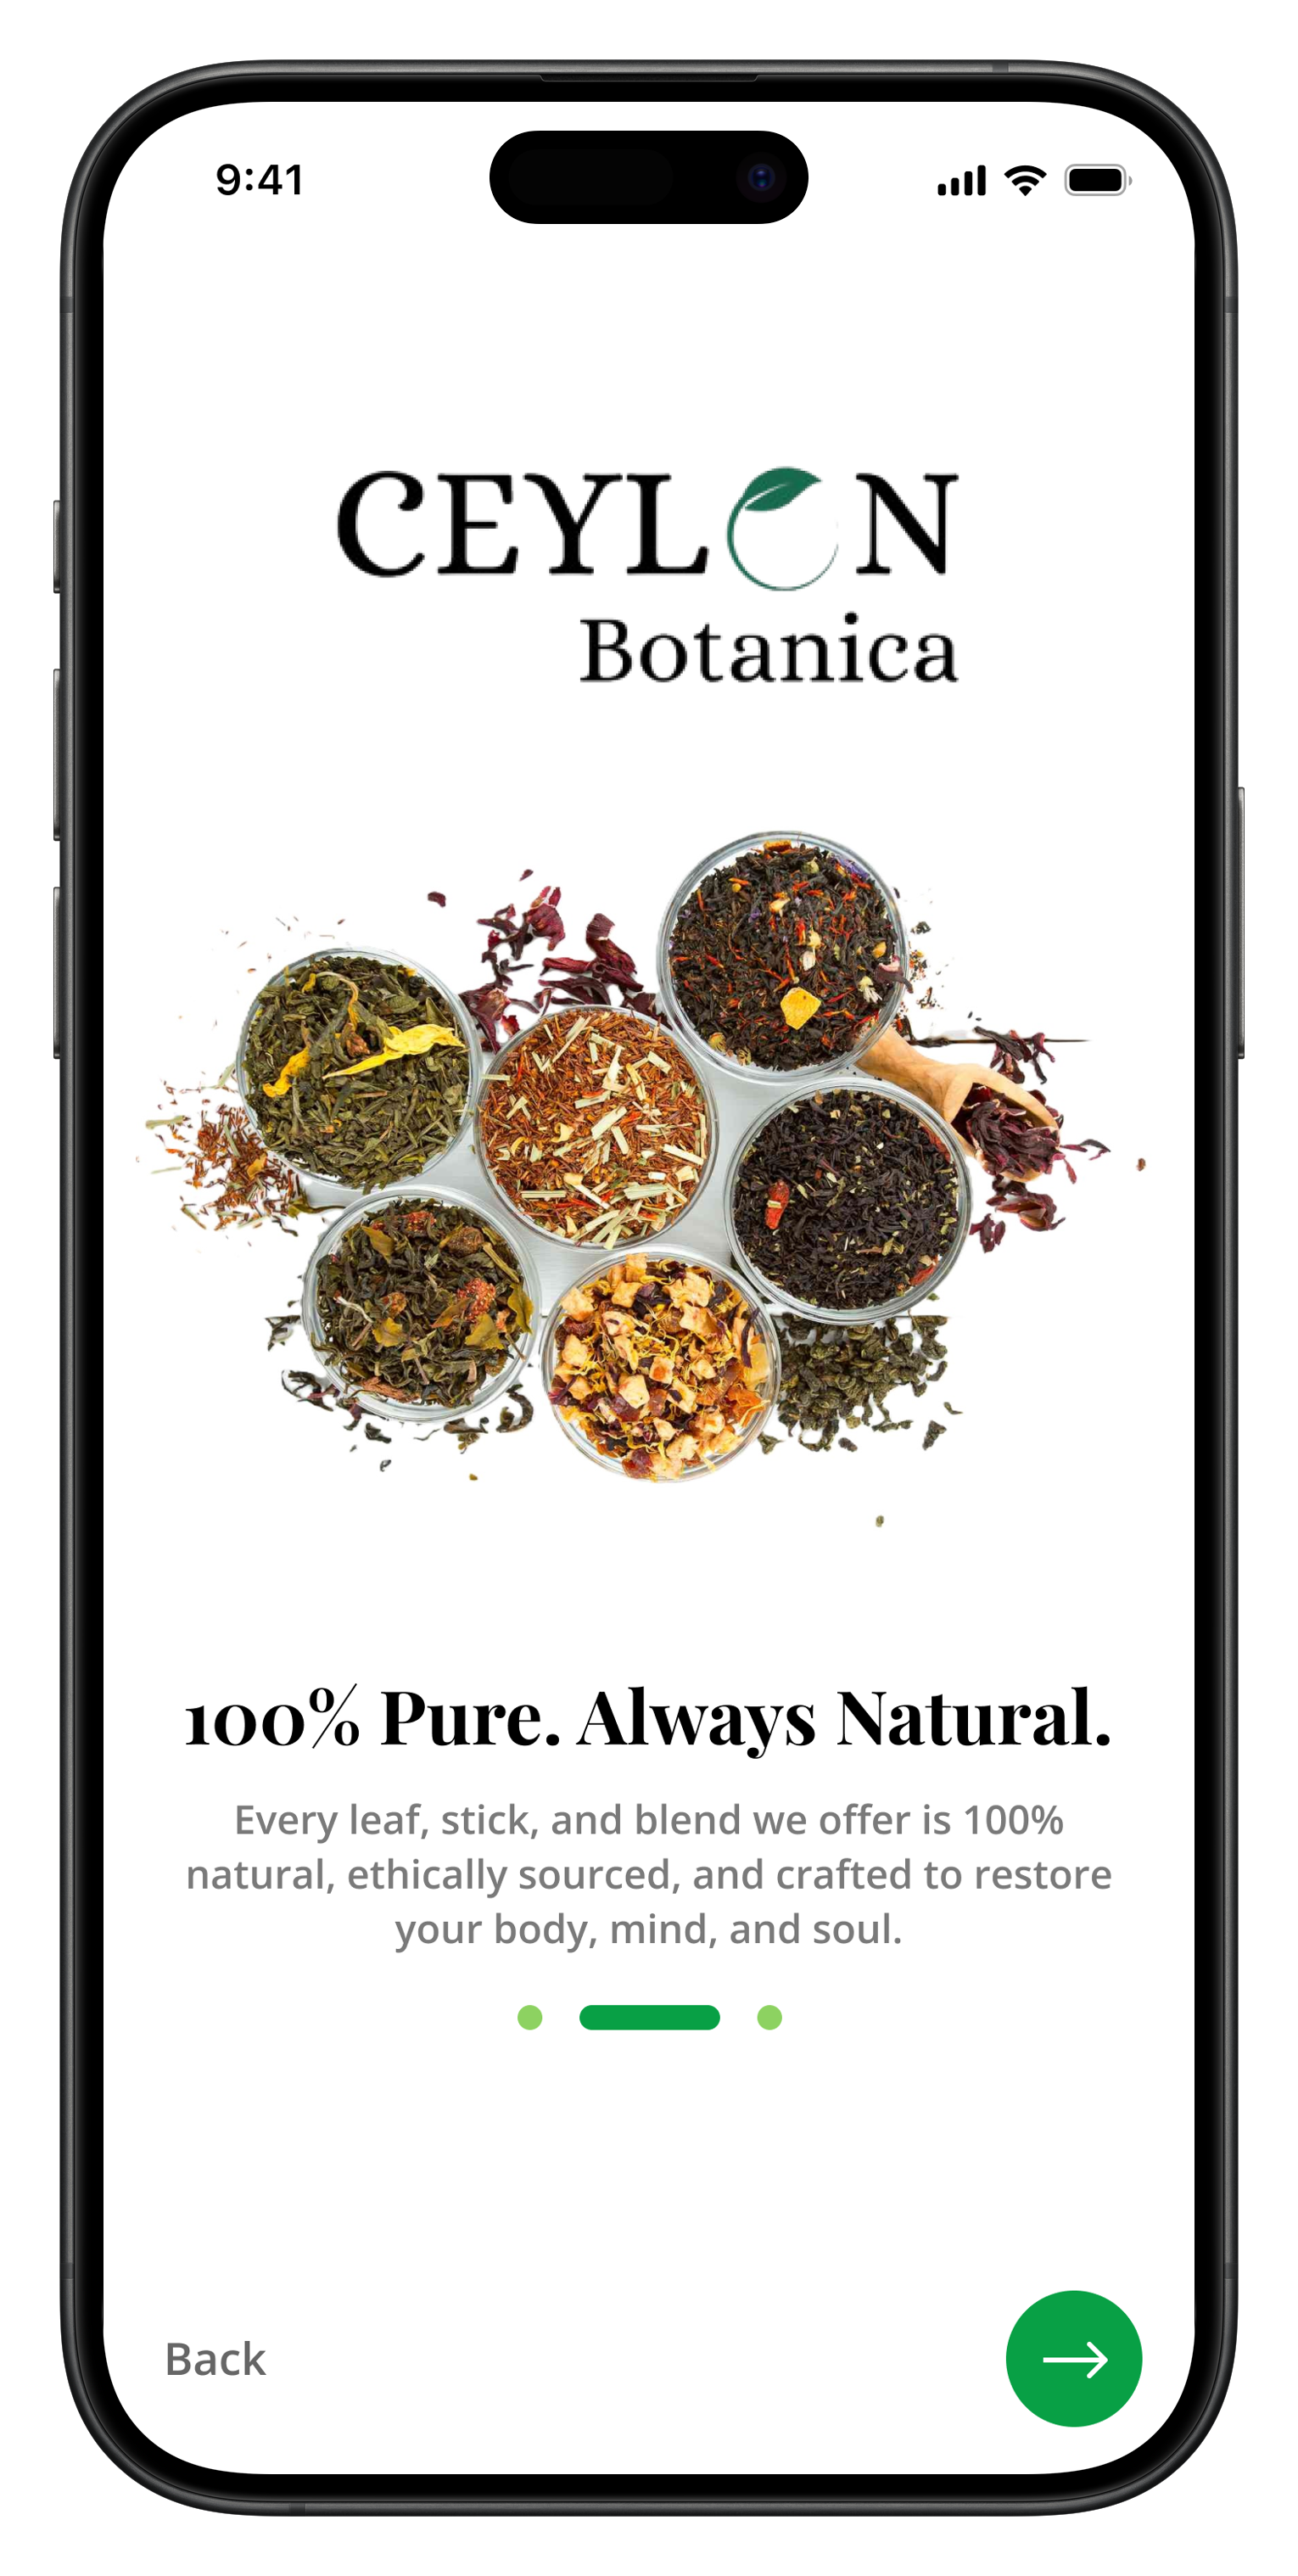 9:41
CEYLON
Botanica
100% Pure. Always Natural.
Every leaf, stick, and blend we offer is 100%
natural, ethically sourced, and crafted to restore
your body, mind, and soul.
Back